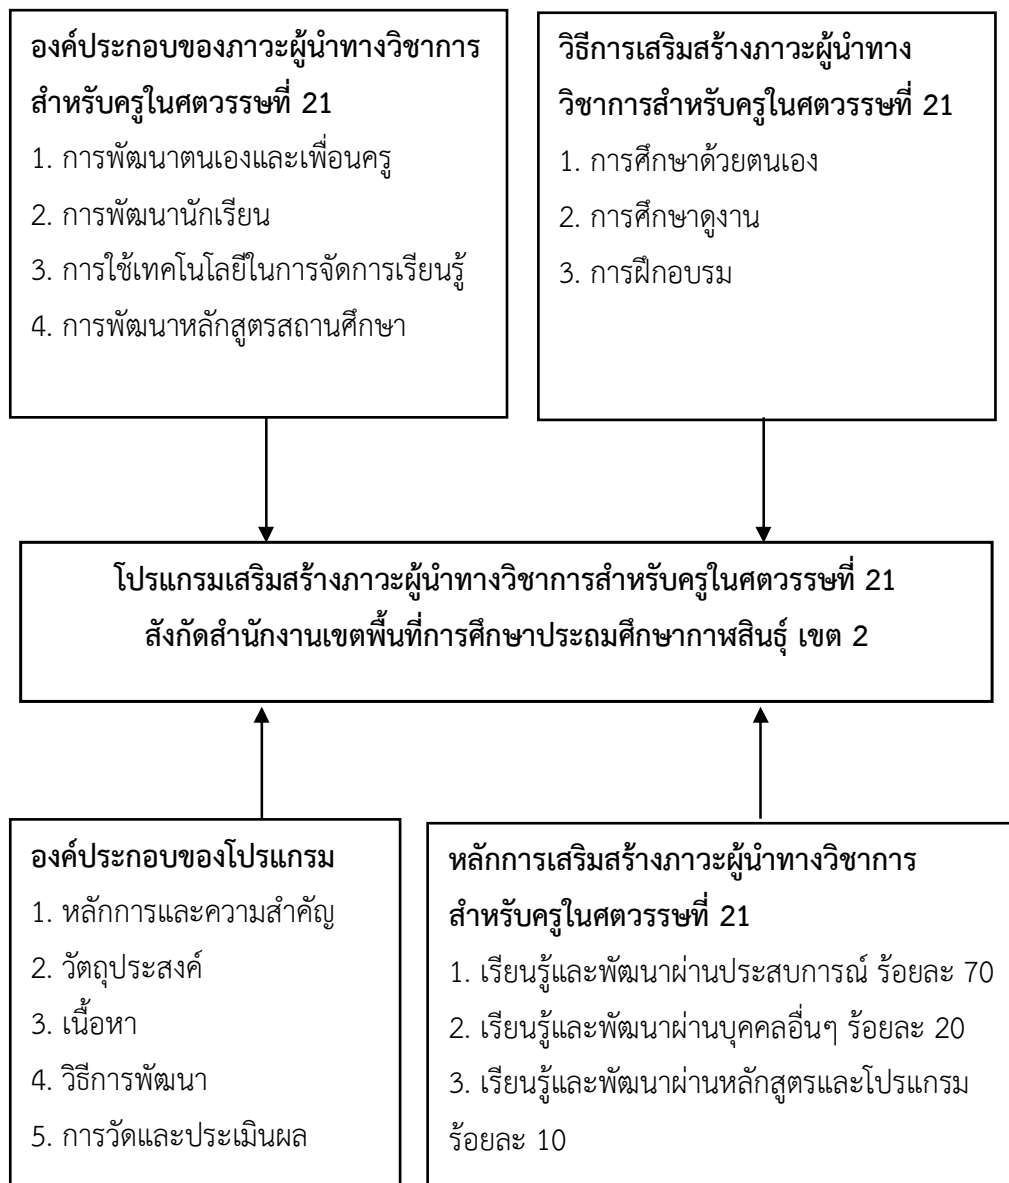 องค์ประกอบของภาวะผู้นำทางวิชาการ
สำหรับครูในศตวรรษที่ 21
1. การพัฒนาตนเองและเพื่อนครู
2. การพัฒนานักเรียน
3. การใช้เทคโนโลยีในการจัดการเรียนรู้
4. การพัฒนาหลักสูตรสถานศึกษา
วิธีการเสริมสร้างภาวะผู้นำทาง
วิชาการสำหรับครูในศตวรรษที่ 21
1. การศึกษาด้วยตนเอง
2. การศึกษาดูงาน
3. การฝึกอบรม
โปรแกรมเสริมสร้างภาวะผู้นำทางวิชาการสำหรับครูในศตวรรษที่ 21
สังกัดสำนักงานเขตพื้นที่การศึกษาประถมศึกษากาฬสินธุ์ เขต 2
องค์ประกอบของโปรแกรม
1. หลักการและความสำคัญ
2. วัตถุประสงค์
3. เนื้อหา
4. วิธีการพัฒนา
5. การวัดและประเมินผล
หลักการเสริมสร้างภาวะผู้นำทางวิชาการ
สำหรับครูในศตวรรษที่ 21
1. เรียนรู้และพัฒนาผ่านประสบการณ์ ร้อยละ 70
2. เรียนรู้และพัฒนาผ่านบุคคลอื่นๆ ร้อยละ 20
3. เรียนรู้และพัฒนาผ่านหลักสูตรและโปรแกรม
ร้อยละ 10